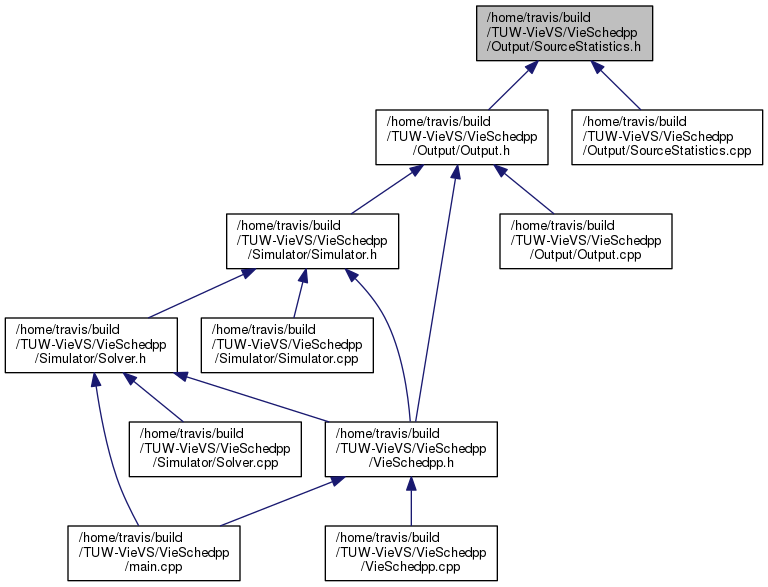 /home/travis/build
/TUW-VieVS/VieSchedpp
/Output/SourceStatistics.h
/home/travis/build
/TUW-VieVS/VieSchedpp
/Output/Output.h
/home/travis/build
/TUW-VieVS/VieSchedpp
/Output/SourceStatistics.cpp
/home/travis/build
/TUW-VieVS/VieSchedpp
/Simulator/Simulator.h
/home/travis/build
/TUW-VieVS/VieSchedpp
/Output/Output.cpp
/home/travis/build
/TUW-VieVS/VieSchedpp
/Simulator/Solver.h
/home/travis/build
/TUW-VieVS/VieSchedpp
/Simulator/Simulator.cpp
/home/travis/build
/TUW-VieVS/VieSchedpp
/Simulator/Solver.cpp
/home/travis/build
/TUW-VieVS/VieSchedpp
/VieSchedpp.h
/home/travis/build
/TUW-VieVS/VieSchedpp
/main.cpp
/home/travis/build
/TUW-VieVS/VieSchedpp
/VieSchedpp.cpp